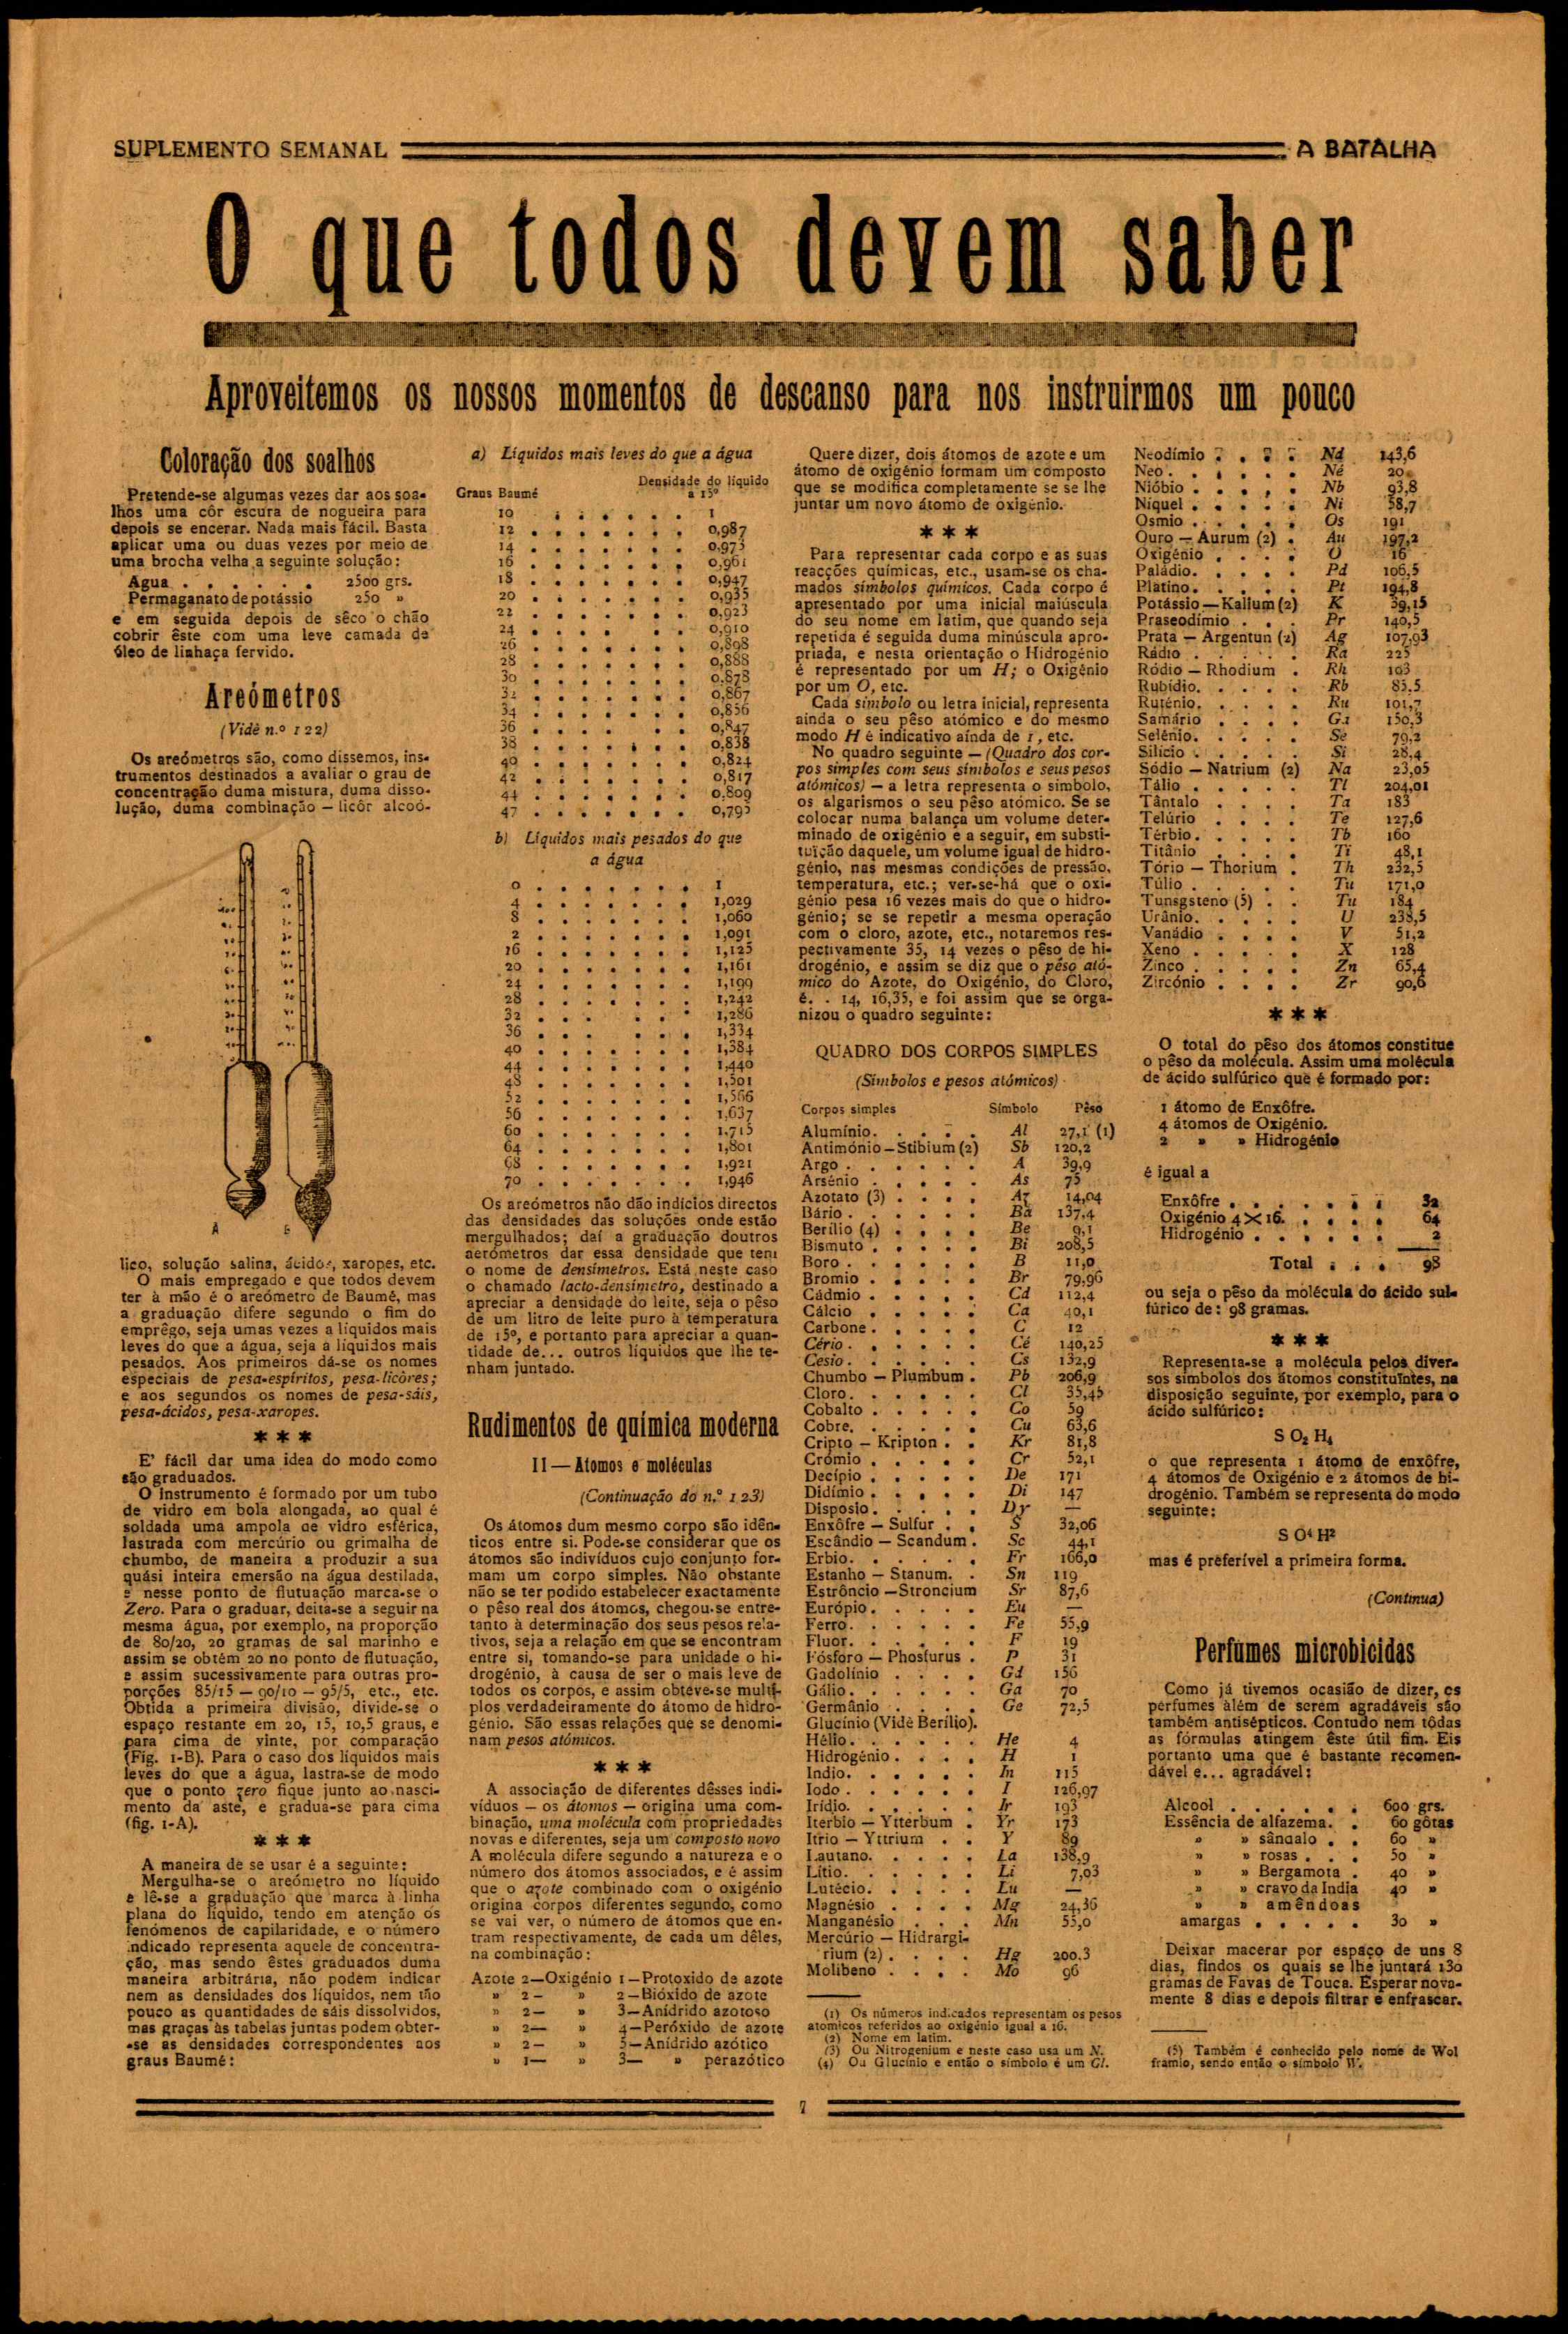 SUPLEMENTO SEMANAL
A BATALHA
O que todos devem saber
Aproveitemos os nossos momentos de descanso para nos instruirmos um pouco
Coloração dos soalhos
Pretende-se algumas vezes dar aos soa-
lhos uma côr escura de nogueira para
depois se encerar. Nada mais fácil. Basta
aplicar uma ou duas vezes por meio de
uma brocha velha a seguinte solução:
Agua . . . . . . 2500 grs.
Permaganato de potássio 250 »
e em seguida depois de sêco o chão
cobrir êste com uma leve camada de
óleo de linhaça fervido.
Areómetros
(Vidé n.º 122)
Os areómetros são, como dissemos, ins-
trumentos destinados a avaliar o grau de
concentração duma mistura, duma disso-
lução, duma combinação — licôr alcoó-
A
B
lico, solução salina, ácidos, xaropes, etc.
O mais empregado e que todos devem
ter à mão é o areómetro de Baumé, mas
a graduação difere segundo o fim do
emprêgo, seja umas vezes a líquidos mais
leves do que a água, seja a líquidos mais
pesados. Aos primeiros dá-se os nomes
especiais de pesa-espíritos, pesa-licôres;
e aos segundos os nomes de pesa-sáis,
pesa-ácidos, pesa-xaropes.
* * *
E' fácil dar uma idea do modo como
são graduados.
O instrumento é formado por um tubo
de vidro em bola alongada, ao qual é
soldada uma ampola de vidro esférica,
lastrada com mercúrio ou grimalha de
chumbo, de maneira a produzir a sua
quási inteira emersão na água destilada,
e nesse ponto de flutuação marca-se o
Zero. Para o graduar, deita-se a seguir na
mesma água, por exemplo, na proporção
de 80/20, 20 gramas de sal marinho e
assim se obtém 20 no ponto de flutuação,
e assim sucessivamente para outras pro-
porções 85/15 — 90/10 — 95/5, etc., etc.
Obtida a primeira divisão, divide-se o
espaço restante em 20, 15, 10,5 graus, e
para cima de vinte, por comparação
(Fig. 1-B). Para o caso dos líquidos mais
leves do que a água, lastra-se de modo
que o ponto zero fique junto ao nasci-
mento da aste, e gradua-se para cima
(fig. 1-A).
* * *
A maneira de se usar é a seguinte:
Mergulha-se o areómetro no líquido
e lê-se a graduação que marca à linha
plana do líquido, tendo em atenção os
fenómenos de capilaridade, e o número
indicado representa aquele de concentra-
ção, mas sendo êstes graduados duma
maneira arbitrária, não podem indicar
nem as densidades dos líquidos, nem tão
pouco as quantidades de sáis dissolvidos,
mas graças às tabelas juntas podem obter-
-se as densidades correspondentes aos
graus Baumé:
a) Líquidos mais leves do que a água
Graus Baumé
Densidade do líquido
a 15º
10 . . . . . . . 1
12 . . . . . . . 0,987
14 . . . . . . . 0,973
16 . . . . . . . 0,961
18 . . . . . . . 0,947
20 . . . . . . . 0,935
22 . . . . . . . 0,923
24 . . . . . . . 0,910
26 . . . . . . . 0,898
28 . . . . . . . 0,888
30 . . . . . . . 0,878
32 . . . . . . . 0,867
34 . . . . . . . 0,856
36 . . . . . . . 0,847
38 . . . . . . . 0,838
40 . . . . . . . 0,824
42 . . . . . . . 0,817
44 . . . . . . . 0,809
47 . . . . . . . 0,795
b) Líquidos mais pesados do que
a água
0 . . . . . . . 1
4 . . . . . . . 1,029
8 . . . . . . . 1,060
2 . . . . . . . 1,091
16 . . . . . . . 1,125
20 . . . . . . . 1,161
24 . . . . . . . 1,199
28 . . . . . . . 1,242
32 . . . . . . . 1,286
36 . . . . . . . 1,334
40 . . . . . . . 1,384
44 . . . . . . . 1,440
48 . . . . . . . 1,501
52 . . . . . . . 1,566
56 . . . . . . . 1,637
60 . . . . . . . 1,715
64 . . . . . . . 1,801
68 . . . . . . . 1,921
70 . . . . . . . 1,946
Os areómetros não dão indícios directos
das densidades das soluções onde estão
mergulhados; daí a graduação doutros
aerómetros dar essa densidade que tem
o nome de densímetros. Está neste caso
o chamado lacto-densímetro, destinado a
apreciar a densidade do leite, seja o pêso
de um litro de leite puro à temperatura
de 15º, e portanto para apreciar a quan-
tidade de... outros líquidos que lhe te-
nham juntado.
Rudimentos de química moderna
II — Atomos e moléculas
(Continuação do n.º 123)
Os átomos dum mesmo corpo são idên-
ticos entre si. Pode-se considerar que os
átomos são indivíduos cujo conjunto for-
mam um corpo simples. Não obstante
não se ter podido estabelecer exactamente
o pêso real dos átomos, chegou-se entre-
tanto à determinação dos seus pesos rela-
tivos, seja a relação em que se encontram
entre si, tomando-se para unidade o hi-
drogénio, à causa de ser o mais leve de
todos os corpos, e assim obteve-se multí-
plos verdadeiramente do átomo de hidro-
génio. São essas relações que se denomi-
nam pesos atómicos.
* * *
A associação de diferentes dêsses indi-
víduos — os átomos — origina uma com-
binação, uma molécula com propriedades
novas e diferentes, seja um composto novo
A molécula difere segundo a natureza e o
número dos átomos associados, e é assim
que o azote combinado com o oxigénio
origina corpos diferentes segundo, como
se vai ver, o número de átomos que en-
tram respectivamente, de cada um dêles,
na combinação:
Azote 2—Oxigénio 1—Protoxido de azote
» 2— » 2—Bióxido de azote
» 2— » 3—Anídrido azotoso
» 2— » 4—Peróxido de azote
» 2— » 5—Anídrido azótico
» 1— » 3— » perazótico
Quere dizer, dois átomos de azote e um
átomo de oxigénio formam um composto
que se modifica completamente se se lhe
juntar um novo átomo de oxigénio.
* * *
Para representar cada corpo e as suas
reacções químicas, etc., usam-se os cha-
mados símbolos químicos. Cada corpo é
apresentado por uma inicial maiúscula
do seu nome em latim, que quando seja
repetida é seguida duma minúscula apro-
priada, e nesta orientação o Hidrogénio
é representado por um H; o Oxigénio
por um O, etc.
Cada símbolo ou letra inicial, representa
ainda o seu pêso atómico e do mesmo
modo H é indicativo aínda de 1, etc.
No quadro seguinte — (Quadro dos cor-
pos simples com seus símbolos e seus pesos
atómicos) — a letra representa o símbolo,
os algarismos o seu pêso atómico. Se se
colocar numa balança um volume deter-
minado de oxigénio e a seguir, em substi-
tuïção daquele, um volume igual de hidro-
génio, nas mesmas condições de pressão,
temperatura, etc.; ver-se-há que o oxi-
génio pesa 16 vezes mais do que o hidro-
génio; se se repetir a mesma operação
com o cloro, azote, etc., notaremos res-
pectivamente 35, 14 vezes o pêso de hi-
drogénio, e assim se diz que o pêso ató-
mico do Azote, do Oxigénio, do Cloro,
é. . 14, 16,35, e foi assim que se orga-
nizou o quadro seguinte:
QUADRO DOS CORPOS SIMPLES
(Símbolos e pesos atómicos)
Corpos simples Símbolo Pêso
Alumínio. . . . . Al 27,1 (1)
Antimónio—Stibium (2) Sb 120,2
Argo . . . . . . A 39,9
Arsénio . . . . . As 75
Azotato (3) . . . . Az 14,04
Bário . . . . . . Ba 137,4
Berílio (4) . . . . Be 9,1
Bismuto . . . . . Bi 208,5
Boro . . . . . . B 11,0
Bromio . . . . . Br 79,96
Cádmio . . . . . Cd 112,4
Cálcio . . . . . Ca 40,1
Carbone . . . . . C 12
Cério . . . . . . Cé 140,25
Cesio . . . . . . Cs 132,9
Chumbo — Plumbum . Pb 206,9
Cloro. . . . . . Cl 35,45
Cobalto . . . . . Co 59
Cobre. . . . . . Cu 63,6
Cripto — Kripton . . Kr 81,8
Crómio . . . . . Cr 52,1
Decípio . . . . . De 171
Didímio . . . . . Di 147
Disposio . . . . . Dy —
Enxôfre — Sulfur . . S 32,06
Escândio — Scandum . Sc 44,1
Erbio. . . . . . Fr 166,0
Estanho — Stanum. . Sn 119
Estrôncio —Stroncium Sr 87,6
Európio . . . . . Eu —
Ferro. . . . . . Fe 55,9
Fluor. . . . . . F 19
Fósforo — Phosfurus . P 31
Gadolínio . . . . Gd 156
Gálio. . . . . . Ga 70
Germânio . . . . Ge 72,5
Glucínio (Vidé Berílio).
Hélio. . . . . . He 4
Hidrogénio . . . . H 1
Indio. . . . . . In 115
Iodo . . . . . . I 126,97
Irídio. . . . . . Ir 193
Iterbio — Ytterbum . Yr 173
Itrio — Yttrium . . Y 89
Lautano. . . . . La 138,9
Lítio. . . . . . Li 7,03
Lutécio. . . . . Lu —
Magnésio . . . . Mg 24,36
Manganésio . . . Mn 55,0
Mercúrio — Hidrargi-
rium (2) . . . . Hg 200,3
Molibeno . . . . Mo 96
(1) Os números indicados representam os pesos
atomicos referidos ao oxigénio igual a 16.
(2) Nome em latim.
(3) Ou Nitrogenium e neste caso usa um N.
(4) Ou Glucínio e então o símbolo é um Gl.
Neodímio . . . . Nd 143,6
Neo . . . . . . Né 20
Nióbio . . . . . Nb 93,8
Níquel . . . . . Ni 58,7
Osmio . . . . . Os 191
Ouro — Aurum (2) . Au 197,2
Oxigénio . . . . O 16
Paládio. . . . . Pd 106,5
Platino. . . . . Pt 194,8
Potássio — Kalium (2) K 39,15
Praseodímio . . . Pr 140,5
Prata — Argentun (2) Ag 107,93
Rádio . . . . . Ra 225
Ródio — Rhodium . Rh 103
Rubídio. . . . . Rb 85,5
Ruténio. . . . . Ru 101,7
Samário . . . . Ga 150,3
Selénio. . . . . Se 79,2
Silício . . . . . Si 28,4
Sódio — Natrium (2) Na 23,05
Tálio . . . . . Tl 204,01
Tântalo . . . . Ta 183
Telúrio . . . . Te 127,6
Térbio. . . . . Tb 160
Titânio . . . . Ti 48,1
Tório — Thorium . Th 232,5
Túlio . . . . . Tu 171,0
Tunsgsteno (5) . . Tu 184
Urânio. . . . . U 238,5
Vanádio . . . . V 51,2
Xeno . . . . . X 128
Zinco . . . . . Zn 65,4
Zircónio . . . . Zr 90,6
* * *
O total do pêso dos átomos constitue
o pêso da molécula. Assim uma molécula
de ácido sulfúrico que é formado por:
1 átomo de Enxôfre.
4 átomos de Oxigénio.
2 » » Hidrogénio
é igual a
Enxôfre . . . . . . . 32
Oxigénio 4×16. . . . . 64
Hidrogénio . . . . . . 2
Total . . . 98
ou seja o pêso da molécula do ácido sul-
fúrico de: 98 gramas.
* * *
Representa-se a molécula pelos diver-
sos símbolos dos átomos constituïntes, na
disposição seguinte, por exemplo, para o
ácido sulfúrico:
S O₂ H₄
o que representa 1 átomo de enxôfre,
4 átomos de Oxigénio e 2 átomos de hi-
drogénio. Também se representa do modo
seguinte:
S O⁴ H²
mas é preferível a primeira forma.
(Continua)
Perfumes microbicidas
Como já tivemos ocasião de dizer, os
perfumes àlém de serem agradáveis são
também antisépticos. Contudo nem tôdas
as fórmulas atingem êste útil fim. Eis
portanto uma que é bastante recomen-
dável e... agradável:
Alcool . . . . . . 600 grs.
Essência de alfazema. . 60 gôtas
» » sândalo . . 60 »
» » rosas . . . 50 »
» » Bergamota . 40 »
» » cravo da India 40 »
» » amêndoas
amargas . . . . . 30 »
Deixar macerar por espaço de uns 8
dias, findos os quais se lhe juntará 130
gramas de Favas de Touca. Esperar nova-
mente 8 dias e depois filtrar e enfrascar.
(5) Também é conhecido pelo nome de Wol
framio, sendo então o símbolo W.
7